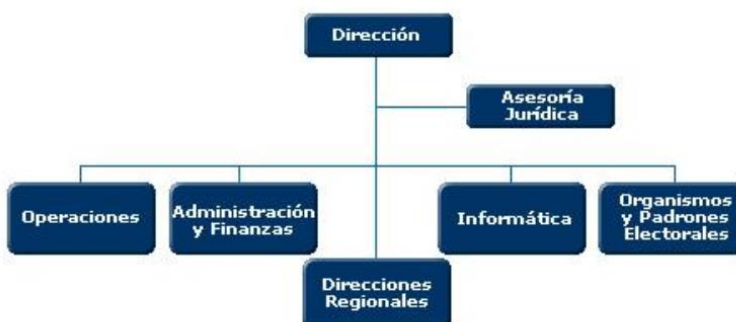 Dirección
Asesoría
Jurídica
Operaciones
Administración
y Finanzas
Informática
Organismos
y Padrones
Electorales
Direcciones
Regionales